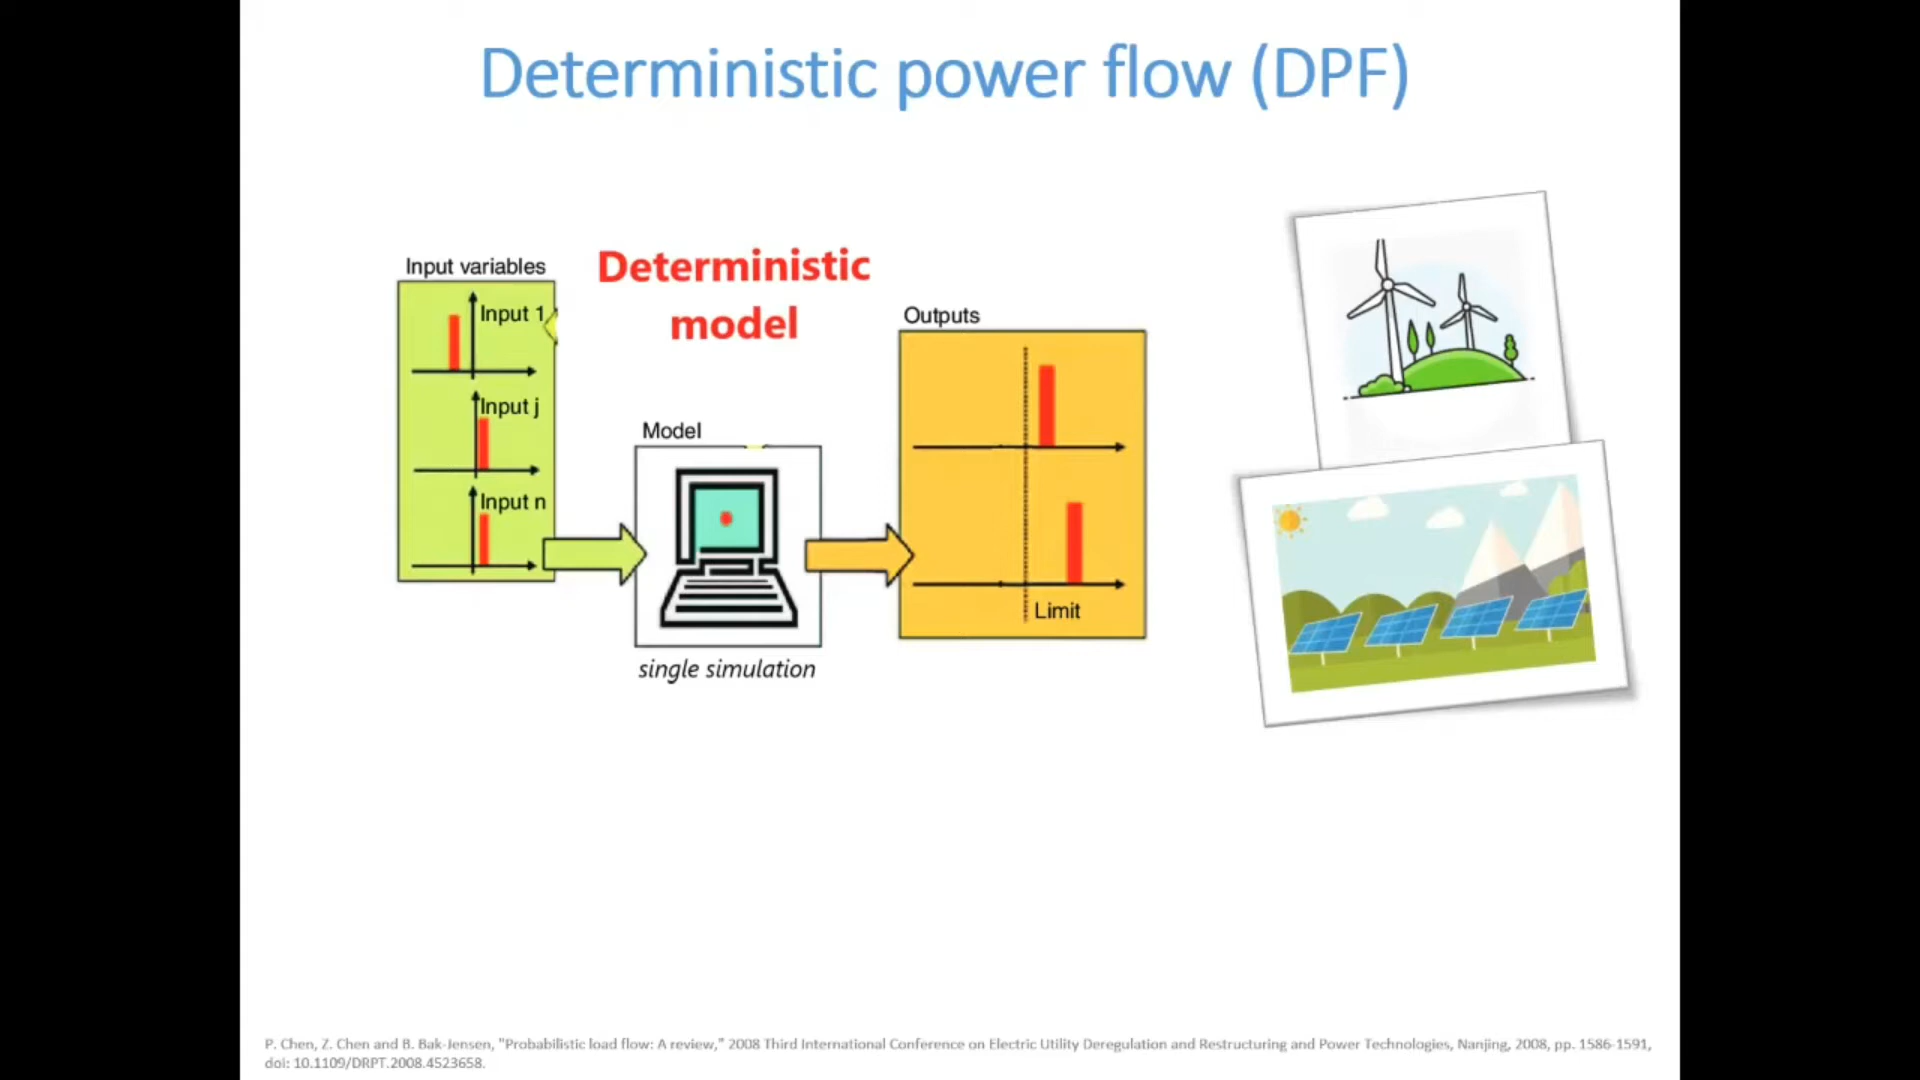 Deterministic power flow (DPF)
Input variables
Input 1
Input j
Input n
Deterministic
model
Model
single simulation
Outputs
Limit
P. Chen, Z. Chen and B. Bak-Jensen, "Probabilistic load flow: A review," 2008 Third International Conference on Electric Utility Deregulation and Restructuring and Power Technologies, Nanjing, 2008, pp. 1586-1591,
doi: 10.1109/DRPT.2008.4523658.